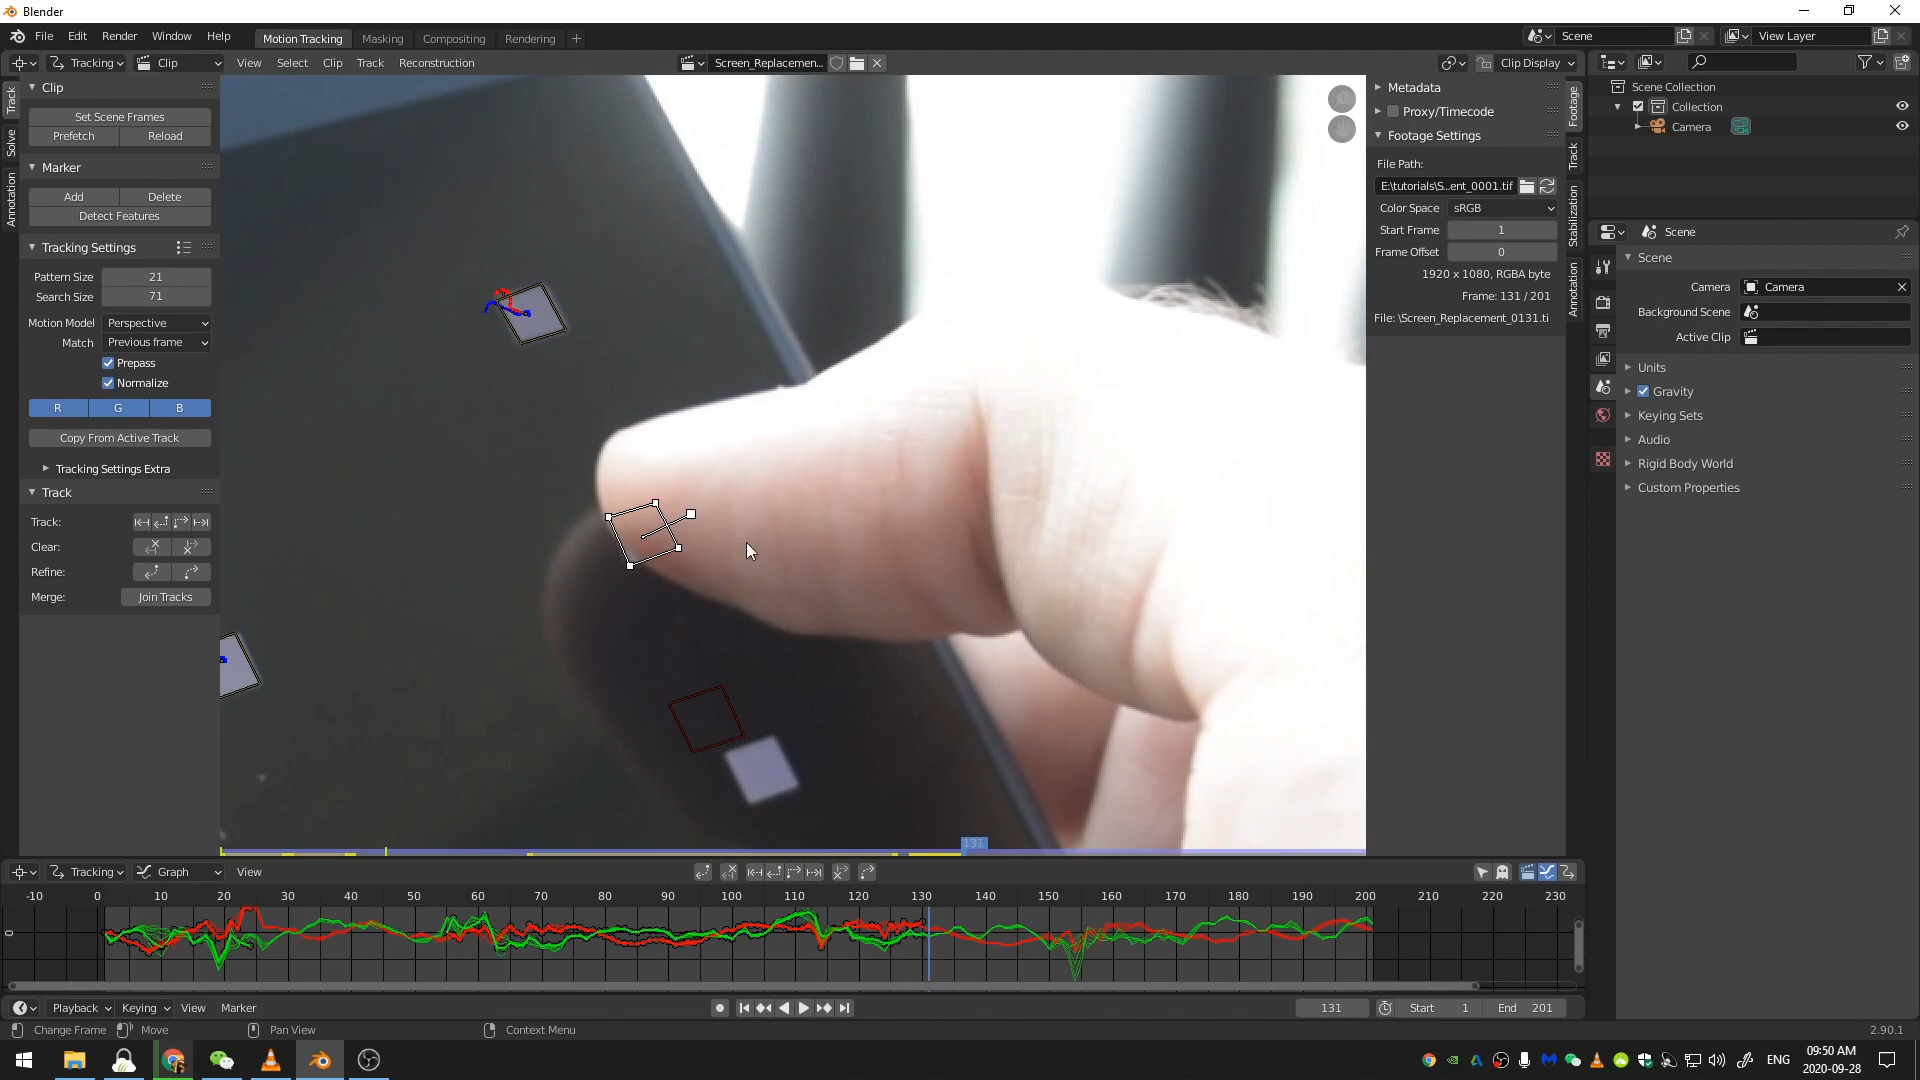 Blender
File Edit Render Window Help
Motion Tracking Masking Compositing Rendering +
Scene
View Layer
Tracking Clip View Select Clip Track Reconstruction
Screen_Replacemen...
Clip Display
Clip
Set Scene Frames
Prefetch Reload
Marker
Add Delete
Detect Features
Tracking Settings
Pattern Size 21
Search Size 71
Motion Model Perspective
Match Previous frame
Prepass
Normalize
R G B
Copy From Active Track
Tracking Settings Extra
Track
Track:
Clear:
Refine:
Merge: Join Tracks
Track
Solve
Annotation
Metadata
Proxy/Timecode
Footage Settings
File Path:
E:\tutorials\S...ent_0001.tif
Color Space sRGB
Start Frame 1
Frame Offset 0
1920 x 1080, RGBA byte
Frame: 131 / 201
File: \Screen_Replacement_0131.ti
Footage
Track
Stabilization
Annotation
Scene Collection
Collection
Camera
Scene
Scene
Camera Camera
Background Scene
Active Clip
Units
Gravity
Keying Sets
Audio
Rigid Body World
Custom Properties
131
Tracking Graph View
-10 0 10 20 30 40 50 60 70 80 90 100 110 120 130 140 150 160 170 180 190 200 210 220 230
0
Playback Keying View Marker
131 Start 1 End 201
Change Frame Move Pan View Context Menu
2.90.1
ENG
09:50 AM
2020-09-28